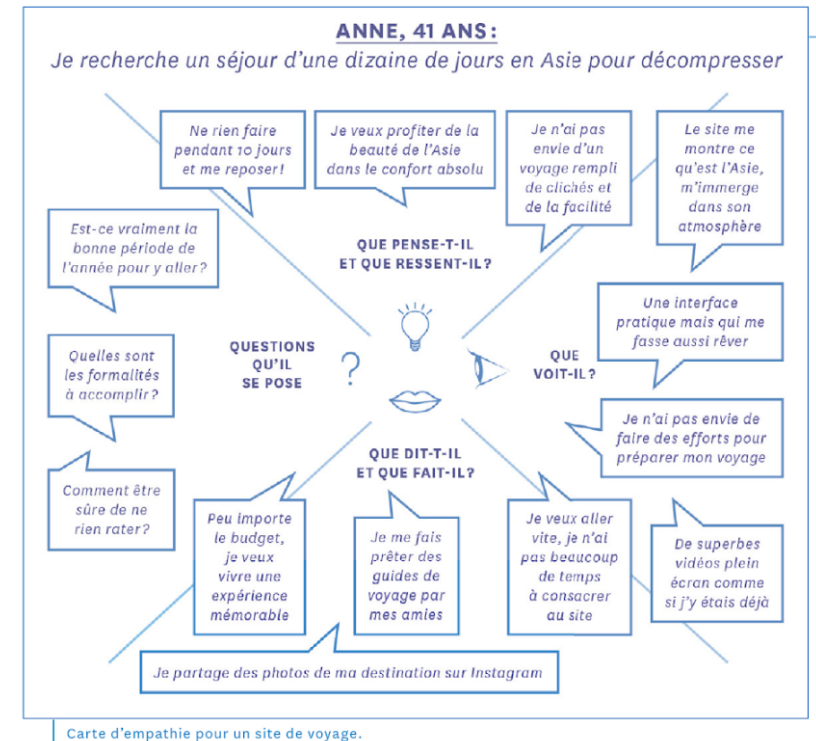 ANNE, 41 ANS:
Je recherche un séjour d'une dizaine de jours en Asie pour décompresser
Ne rien faire
pendant 10 jours
et me reposer!
Je veux profiter de la
beauté de l'Asie
dans le confort absolu
Je n'ai pas
envie d'un
voyage rempli
de clichés et
de la facilité
Le site me
montre ce
qu'est l'Asie,
m'immerge
dans son
atmosphère
Est-ce vraiment la
bonne période de
l'année pour y aller?
QUE PENSE-T-IL
ET QUE RESSENT-IL?
Une interface
pratique mais qui me
fasse aussi rêver
Quelles sont
les formalités
à accomplir?
QUESTIONS
QU'IL
SE POSE
?
QUE
VOIT-IL?
Je n'ai pas envie de
faire des efforts pour
préparer mon voyage
QUE DIT-T-IL
ET QUE FAIT-IL?
Comment être
sûre de ne
rien rater?
Peu importe
le budget,
je veux
vivre une
expérience
mémorable
Je me fais
prêter des
guides de
voyage par
mes amies
Je veux aller
vite, je n'ai
pas beaucoup
de temps
à consacrer
au site
De superbes
vidéos plein
écran comme
si j'y étais déjà
Je partage des photos de ma destination sur Instagram
Carte d'empathie pour un site de voyage.